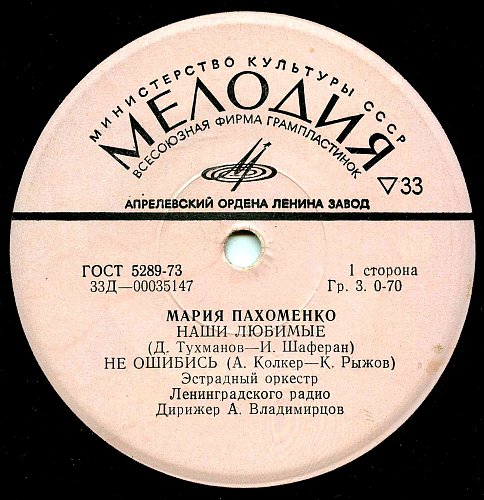 МИНИСТЕРСТВО КУЛЬТУРЫ СССР
МЕЛОДИЯ
ВСЕСОЮЗНАЯ ФИРМА ГРАМПЛАСТИНОК
▽33
АПРЕЛЕВСКИЙ ОРДЕНА ЛЕНИНА ЗАВОД
ГОСТ 5289-73
1 сторона
33Д—00035147
Гр. 3. 0-70
МАРИЯ ПАХОМЕНКО
НАШИ ЛЮБИМЫЕ
(Д. Тухманов—И. Шаферан)
НЕ ОШИБИСЬ (А. Колкер—К. Рыжов)
Эстрадный оркестр
Ленинградского радио
Дирижер А. Владимирцов